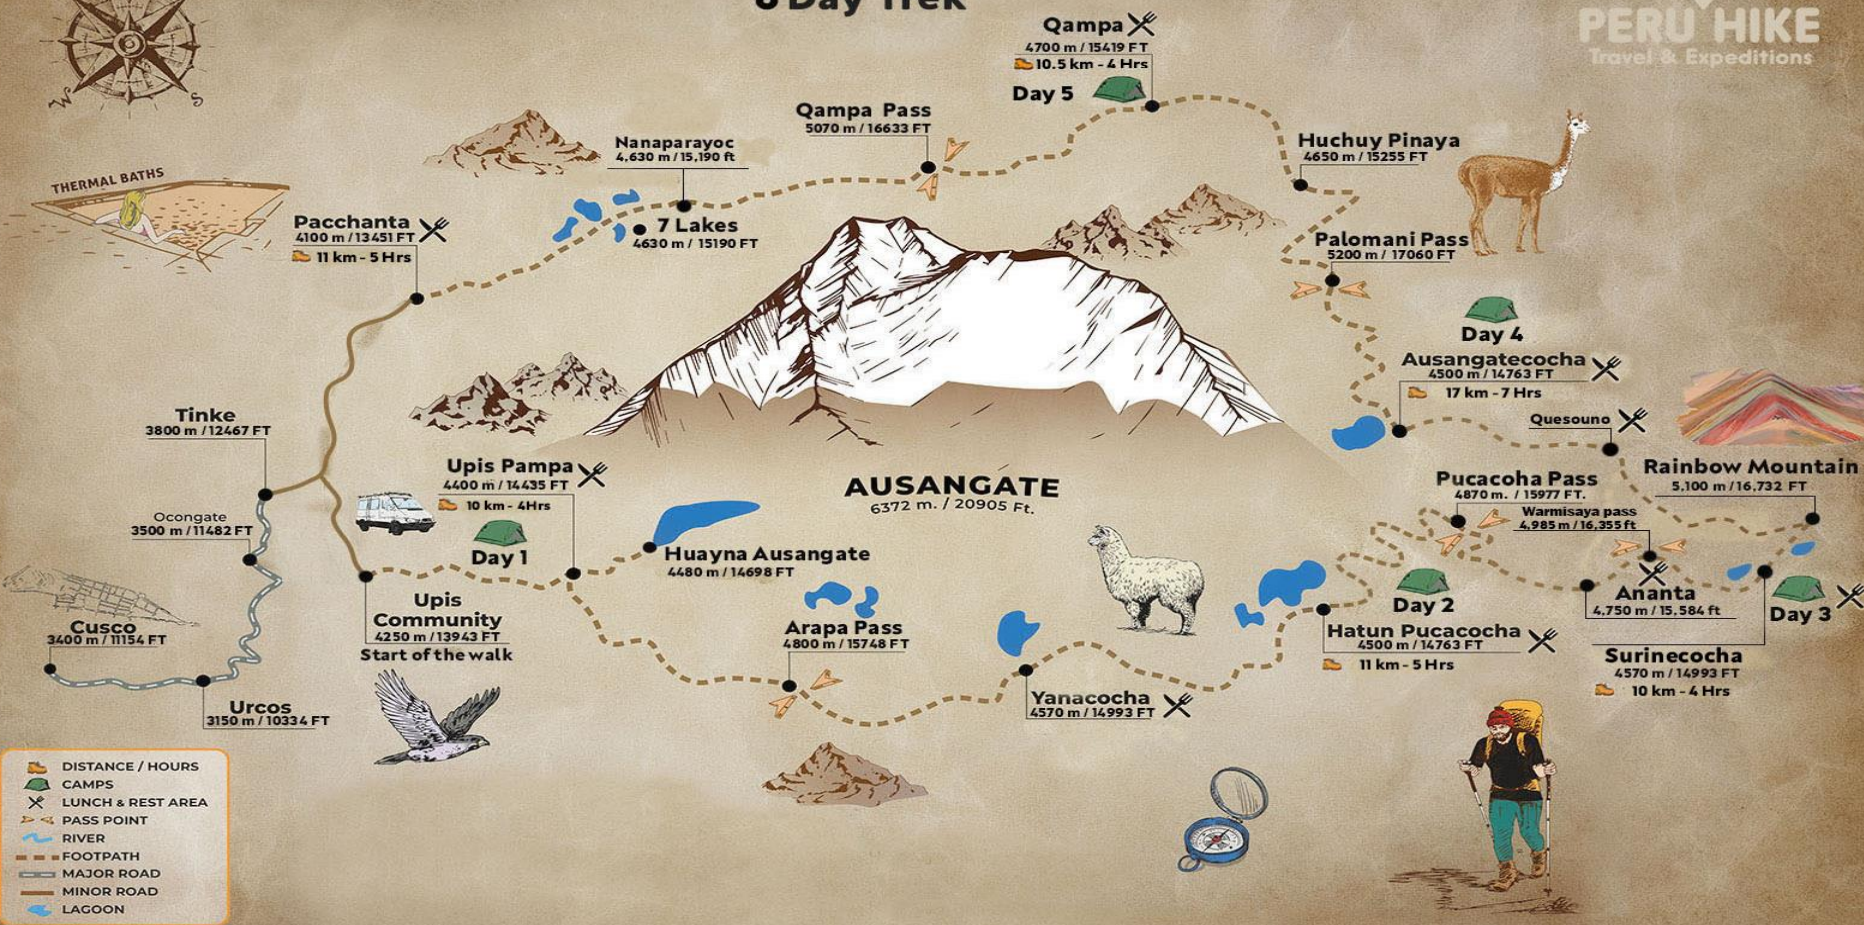 Day Trek
PERU HIKE
Travel & Expeditions
W
S
Qampa
4700 m / 15419 FT
10.5 km - 4 Hrs
Day 5
Qampa Pass
5070 m / 16633 FT
Nanaparayoc
4,630 m / 15,190 ft
7 Lakes
4630 m / 15190 FT
Huchuy Pinaya
4650 m / 15255 FT
THERMAL BATHS
Pacchanta
4100 m / 13451 FT
11 km - 5 Hrs
Palomani Pass
5200 m / 17060 FT
Day 4
Ausangatecocha
4500 m / 14763 FT
17 km - 7 Hrs
Quesouno
Tinke
3800 m / 12467 FT
Upis Pampa
4400 m / 14435 FT
10 km - 4Hrs
Day 1
AUSANGATE
6372 m. / 20905 Ft.
Pucacoha Pass
4870 m. / 15977 FT.
Rainbow Mountain
5,100 m / 16,732 FT
Warmisaya pass
4,985 m / 16,355 ft
Ocongate
3500 m / 11482 FT
Huayna Ausangate
4480 m / 14698 FT
Upis
Community
4250 m / 13943 FT
Start of the walk
Arapa Pass
4800 m / 15748 FT
Day 2
Hatun Pucacocha
4500 m / 14763 FT
11 km - 5 Hrs
Ananta
4,750 m / 15,584 ft
Day 3
Surinecocha
4570 m / 14993 FT
10 km - 4 Hrs
Cusco
3400 m / 11154 FT
Urcos
3150 m / 10334 FT
Yanacocha
4570 m / 14993 FT
DISTANCE / HOURS
CAMPS
LUNCH & REST AREA
PASS POINT
RIVER
FOOTPATH
MAJOR ROAD
MINOR ROAD
LAGOON